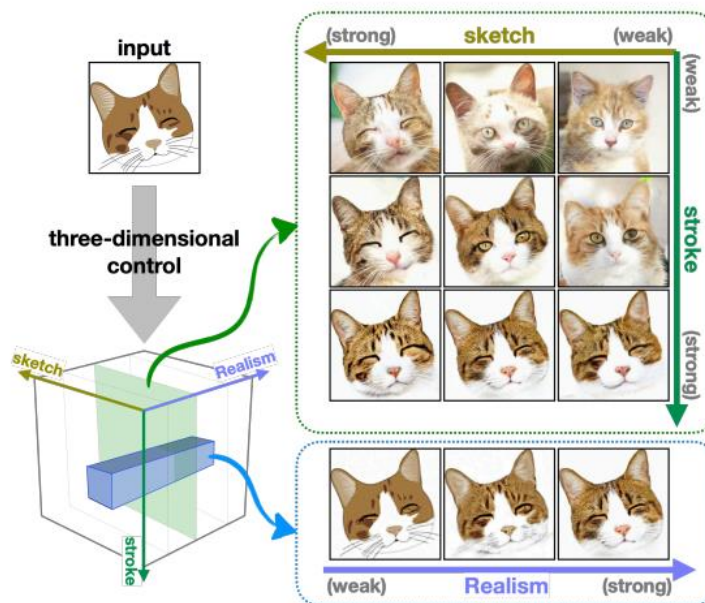 input
three-dimensional
control
sketch
Realism
stroke
(strong) sketch (weak)
(weak)
stroke
(strong)
(weak) Realism (strong)